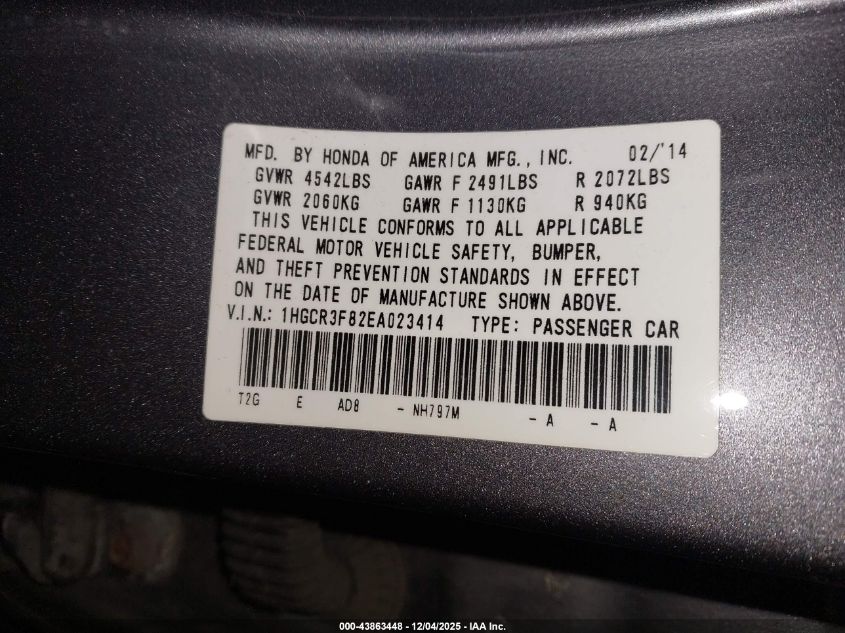 MFD. BY HONDA OF AMERICA MFG., INC. 02/'14
GVWR 4542LBS GAWR F 2491LBS R 2072LBS
GVWR 2060KG GAWR F 1130KG R 940KG
THIS VEHICLE CONFORMS TO ALL APPLICABLE
FEDERAL MOTOR VEHICLE SAFETY, BUMPER,
AND THEFT PREVENTION STANDARDS IN EFFECT
ON THE DATE OF MANUFACTURE SHOWN ABOVE.
V.I.N.: 1HGCR3F82EA023414 TYPE: PASSENGER CAR
T2G E AD8 - NH797M - A - A
000-43863448 - 12/04/2025 - IAA Inc.